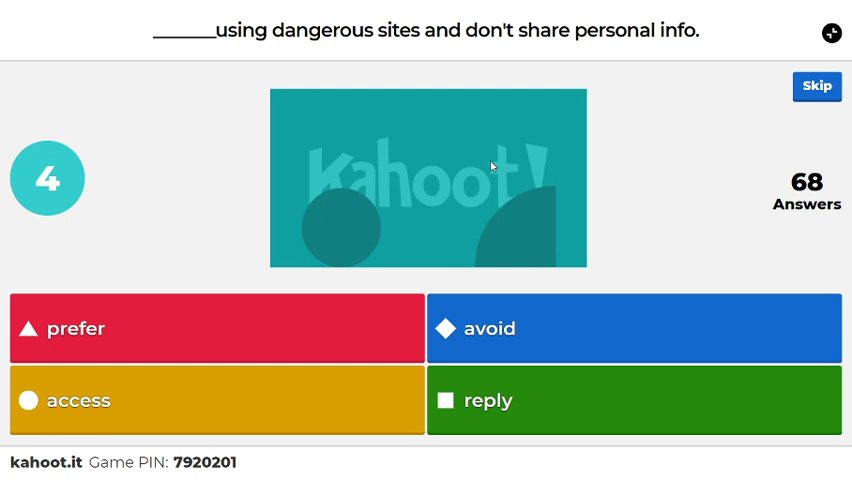 _______using dangerous sites and don't share personal info.
Skip
4
Kahoot!
68
Answers
prefer
avoid
access
reply
kahoot.it Game PIN: 7920201